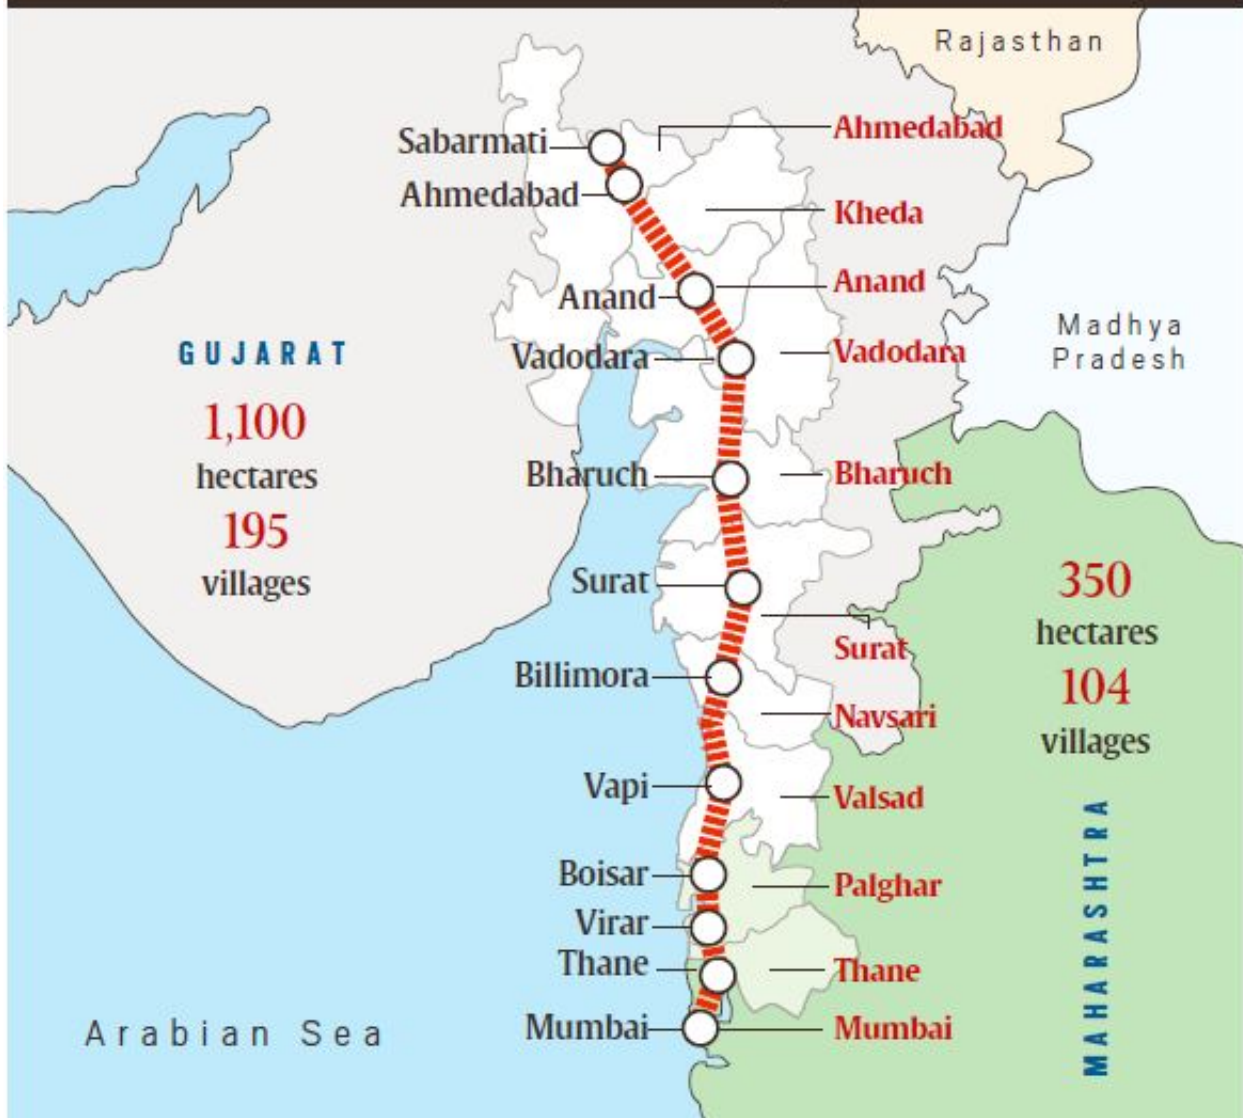 Rajasthan
Sabarmati
Ahmedabad
Ahmedabad
Kheda
Anand
Anand
Vadodara
Vadodara
Madhya
Pradesh
GUJARAT
1,100
hectares
195
villages
Bharuch
Bharuch
Surat
Surat
350
hectares
104
villages
Billimora
Navsari
Vapi
Valsad
Boisar
Palghar
Virar
Thane
Thane
Mumbai
Mumbai
MAHARASHTRA
Arabian Sea